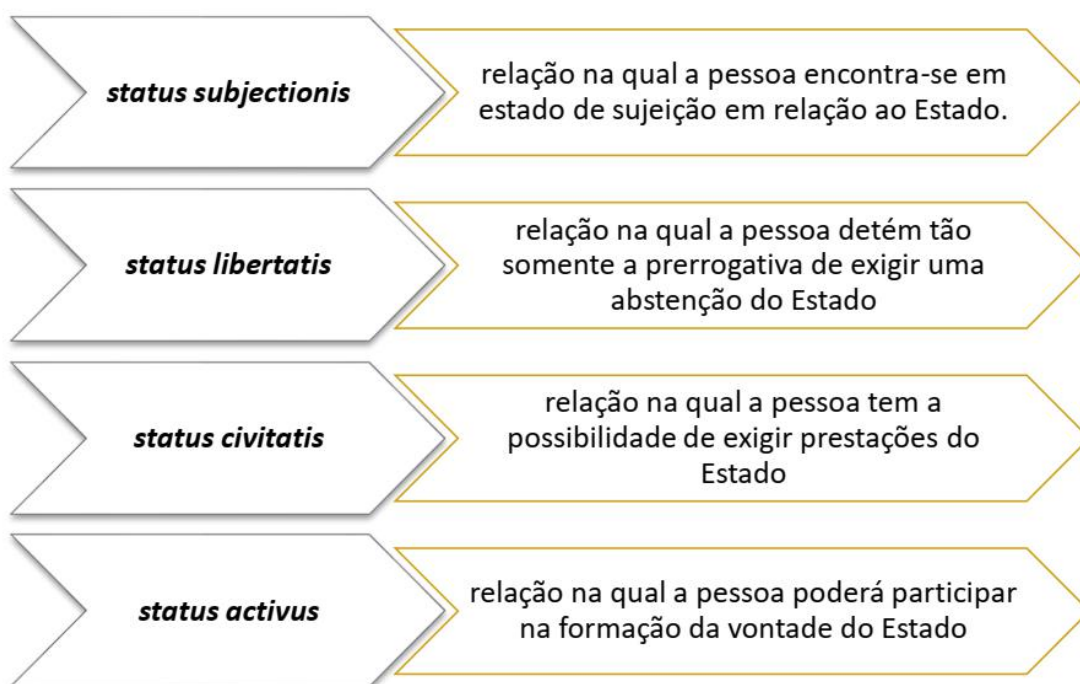 status subjectionis
relação na qual a pessoa encontra-se em
estado de sujeição em relação ao Estado.
status libertatis
relação na qual a pessoa detém tão
somente a prerrogativa de exigir uma
abstenção do Estado
status civitatis
relação na qual a pessoa tem a
possibilidade de exigir prestações do
Estado
status activus
relação na qual a pessoa poderá participar
na formação da vontade do Estado